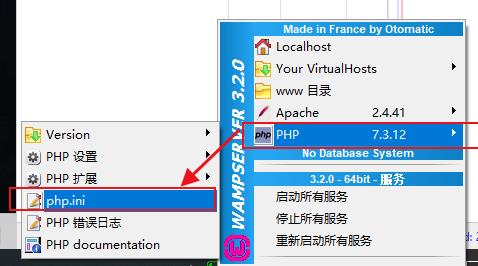 Made in France by Otomatic
Localhost
Your VirtualHosts
www 目录
Apache 2.4.41
PHP 7.3.12
No Database System
3.2.0 - 64bit - 服务
启动所有服务
停止所有服务
重新启动所有服务
WAMPSERVER 3.2.0
Version
PHP 设置
PHP 扩展
php.ini
PHP 错误日志
PHP documentation